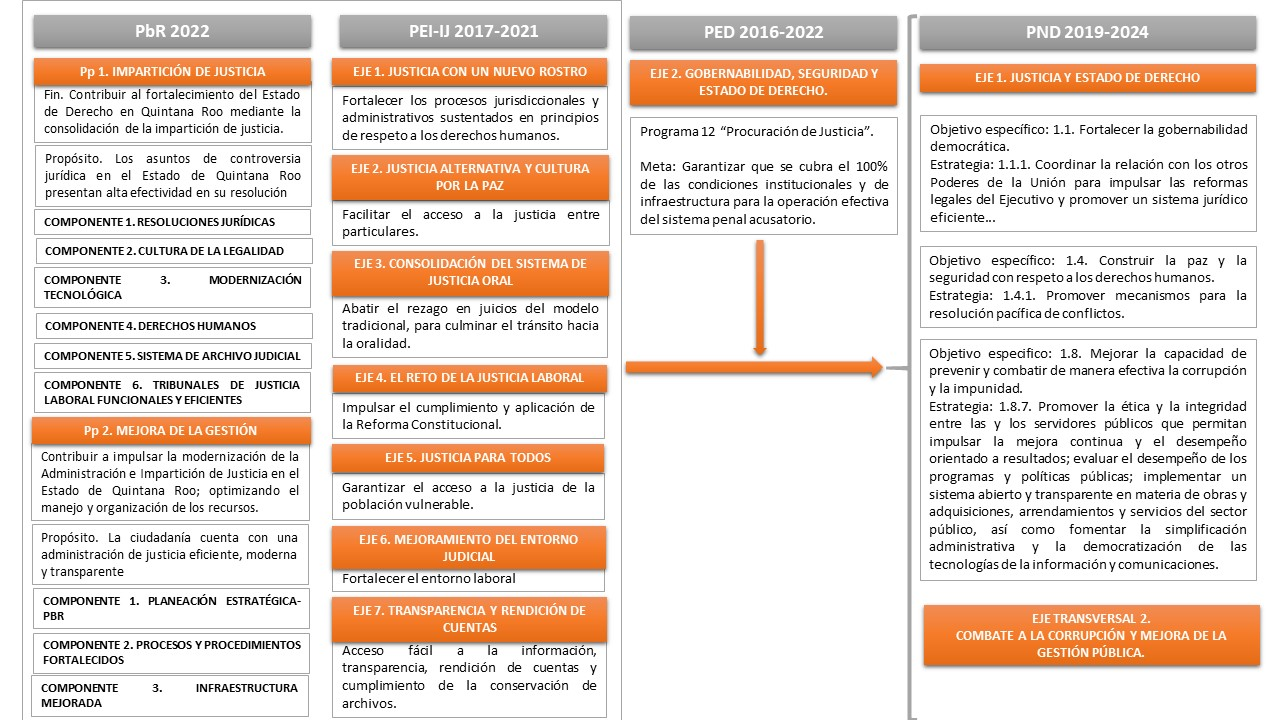 PbR 2022
Pp 1. IMPARTICIÓN DE JUSTICIA
Fin. Contribuir al fortalecimiento del Estado
de Derecho en Quintana Roo mediante la
consolidación de la impartición de justicia.
Propósito. Los asuntos de controversia
jurídica en el Estado de Quintana Roo
presentan alta efectividad en su resolución
COMPONENTE 1. RESOLUCIONES JURÍDICAS
COMPONENTE 2. CULTURA DE LA LEGALIDAD
COMPONENTE 3. MODERNIZACIÓN
TECNOLÓGICA
COMPONENTE 4. DERECHOS HUMANOS
COMPONENTE 5. SISTEMA DE ARCHIVO JUDICIAL
COMPONENTE 6. TRIBUNALES DE JUSTICIA
LABORAL FUNCIONALES Y EFICIENTES
Pp 2. MEJORA DE LA GESTIÓN
Contribuir a impulsar la modernización de la
Administración e Impartición de Justicia en el
Estado de Quintana Roo; optimizando el
manejo y organización de los recursos.
Propósito. La ciudadanía cuenta con una
administración de justicia eficiente, moderna
y transparente
COMPONENTE 1. PLANEACIÓN ESTRATÉGICA-
PBR
COMPONENTE 2. PROCESOS Y PROCEDIMIENTOS
FORTALECIDOS
COMPONENTE 3. INFRAESTRUCTURA
MEJORADA
PEI-IJ 2017-2021
EJE 1. JUSTICIA CON UN NUEVO ROSTRO
Fortalecer los procesos jurisdiccionales y
administrativos sustentados en principios
de respeto a los derechos humanos.
EJE 2. JUSTICIA ALTERNATIVA Y CULTURA
POR LA PAZ
Facilitar el acceso a la justicia entre
particulares.
EJE 3. CONSOLIDACIÓN DEL SISTEMA DE
JUSTICIA ORAL
Abatir el rezago en juicios del modelo
tradicional, para culminar el tránsito hacia
la oralidad.
EJE 4. EL RETO DE LA JUSTICIA LABORAL
Impulsar el cumplimiento y aplicación de
la Reforma Constitucional.
EJE 5. JUSTICIA PARA TODOS
Garantizar el acceso a la justicia de la
población vulnerable.
EJE 6. MEJORAMIENTO DEL ENTORNO
JUDICIAL
Fortalecer el entorno laboral
EJE 7. TRANSPARENCIA Y RENDICIÓN DE
CUENTAS
Acceso fácil a la información,
transparencia, rendición de cuentas y
cumplimiento de la conservación de
archivos.
PED 2016-2022
EJE 2. GOBERNABILIDAD, SEGURIDAD Y
ESTADO DE DERECHO.
Programa 12 “Procuración de Justicia”.
Meta: Garantizar que se cubra el 100%
de las condiciones institucionales y de
infraestructura para la operación efectiva
del sistema penal acusatorio.
PND 2019-2024
EJE 1. JUSTICIA Y ESTADO DE DERECHO
Objetivo específico: 1.1. Fortalecer la gobernabilidad
democrática.
Estrategia: 1.1.1. Coordinar la relación con los otros
Poderes de la Unión para impulsar las reformas
legales del Ejecutivo y promover un sistema jurídico
eficiente...
Objetivo específico: 1.4. Construir la paz y la
seguridad con respeto a los derechos humanos.
Estrategia: 1.4.1. Promover mecanismos para la
resolución pacífica de conflictos.
Objetivo especifico: 1.8. Mejorar la capacidad de
prevenir y combatir de manera efectiva la corrupción
y la impunidad.
Estrategia: 1.8.7. Promover la ética y la integridad
entre las y los servidores públicos que permitan
impulsar la mejora continua y el desempeño
orientado a resultados; evaluar el desempeño de los
programas y políticas públicas; implementar un
sistema abierto y transparente en materia de obras y
adquisiciones, arrendamientos y servicios del sector
público, así como fomentar la simplificación
administrativa y la democratización de las
tecnologías de la información y comunicaciones.
EJE TRANSVERSAL 2.
COMBATE A LA CORRUPCIÓN Y MEJORA DE LA
GESTIÓN PÚBLICA.